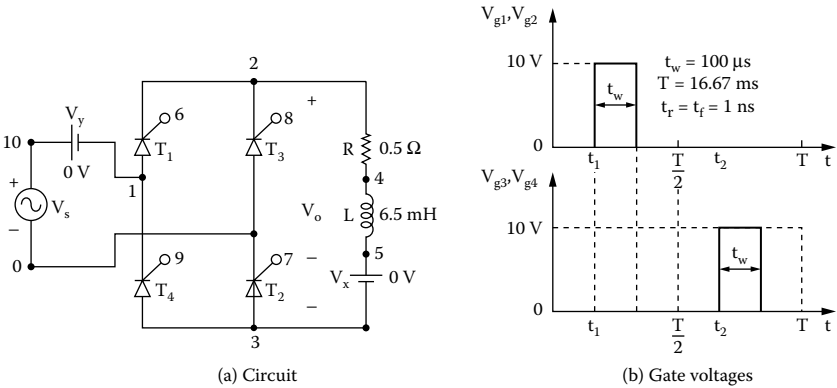 2
6
8
+
10
V_y
T_1
T_3
R
0.5 Ω
0 V
1
4
+
V_s
V_o
L
6.5 mH
−
9
7
−
5
0
V_x
0 V
T_4
T_2
−
3
(a) Circuit
V_g1,V_g2
10 V
t_w = 100 μs
T = 16.67 ms
t_r = t_f = 1 ns
t_w
0
t_1
T/2
t_2
T
t
V_g3,V_g4
10 V
t_w
0
t_1
T/2
t_2
T
t
(b) Gate voltages